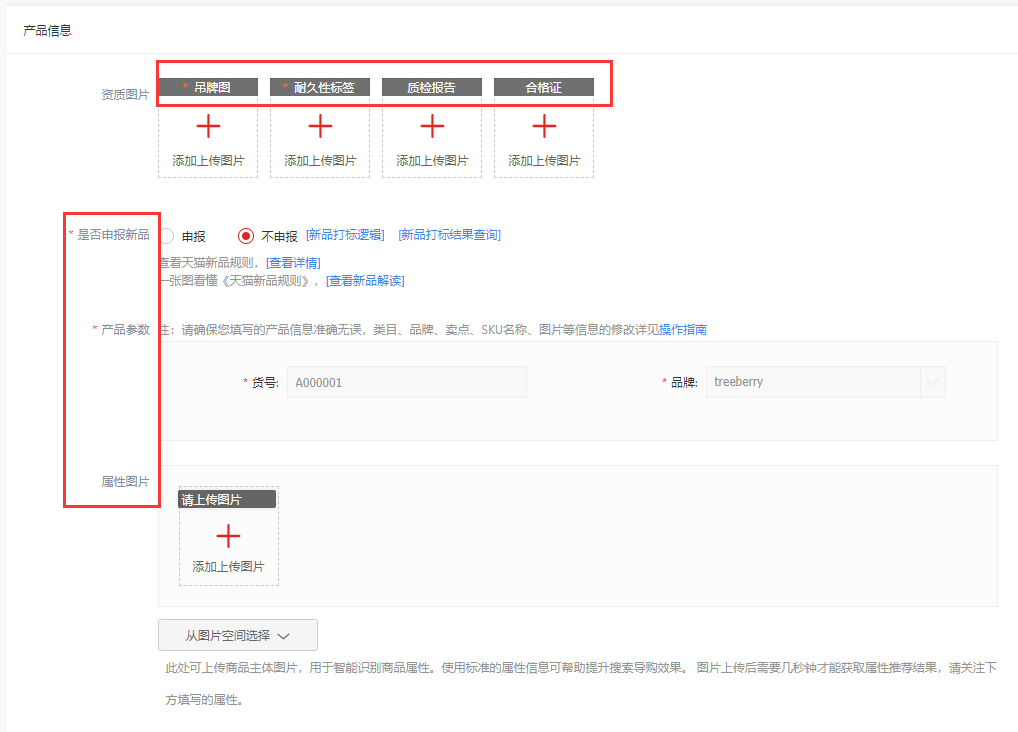 产品信息
资质图片
* 吊牌图 * 耐久性标签 质检报告 合格证
添加上传图片 添加上传图片 添加上传图片 添加上传图片
* 是否申报新品 申报 不申报 [新品打标逻辑] [新品打标结果查询]
查看天猫新品规则，[查看详情]
一张图看懂《天猫新品规则》，[查看新品解读]
* 产品参数 注：请确保您填写的产品信息准确无误，类目、品牌、卖点、SKU名称、图片等信息的修改详见操作指南
* 货号: A000001 * 品牌: treeberry
属性图片
请上传图片
添加上传图片
从图片空间选择
此处可上传商品主体图片，用于智能识别商品属性。使用标准的属性信息可帮助提升搜索导购效果。 图片上传后需要几秒钟才能获取属性推荐结果，请关注下
方填写的属性。